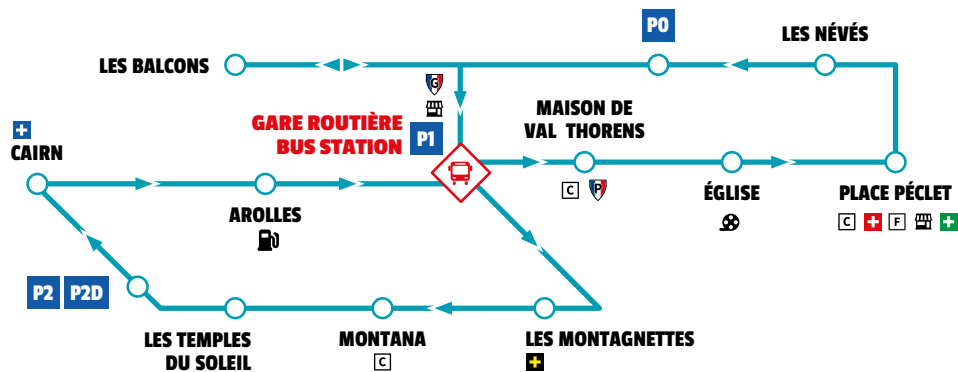 P0
LES NÉVÉS
LES BALCONS
G
MAISON DE
VAL THORENS
GARE ROUTIÈRE
BUS STATION
P1
CAIRN
C P
AROLLES
ÉGLISE
PLACE PÉCLET
C F
P2 P2D
LES TEMPLES
DU SOLEIL
MONTANA
C
LES MONTAGNETTES